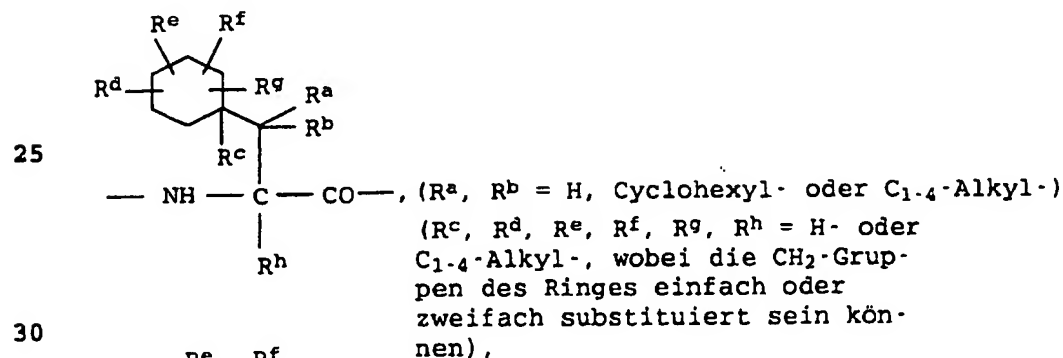 Rᵉ Rᶠ
Rᵈ Rᵍ Rᵃ
Rᵇ
25
Rᶜ
— NH — C — CO —, (Rᵃ, Rᵇ = H, Cyclohexyl- oder C₁₋₄-Alkyl-)
(Rᶜ, Rᵈ, Rᵉ, Rᶠ, Rᵍ, Rʰ = H- oder
Rʰ C₁₋₄-Alkyl-, wobei die CH₂-Grup-
pen des Ringes einfach oder
30 zweifach substituiert sein kön-
Rᵉ Rᶠ nen),